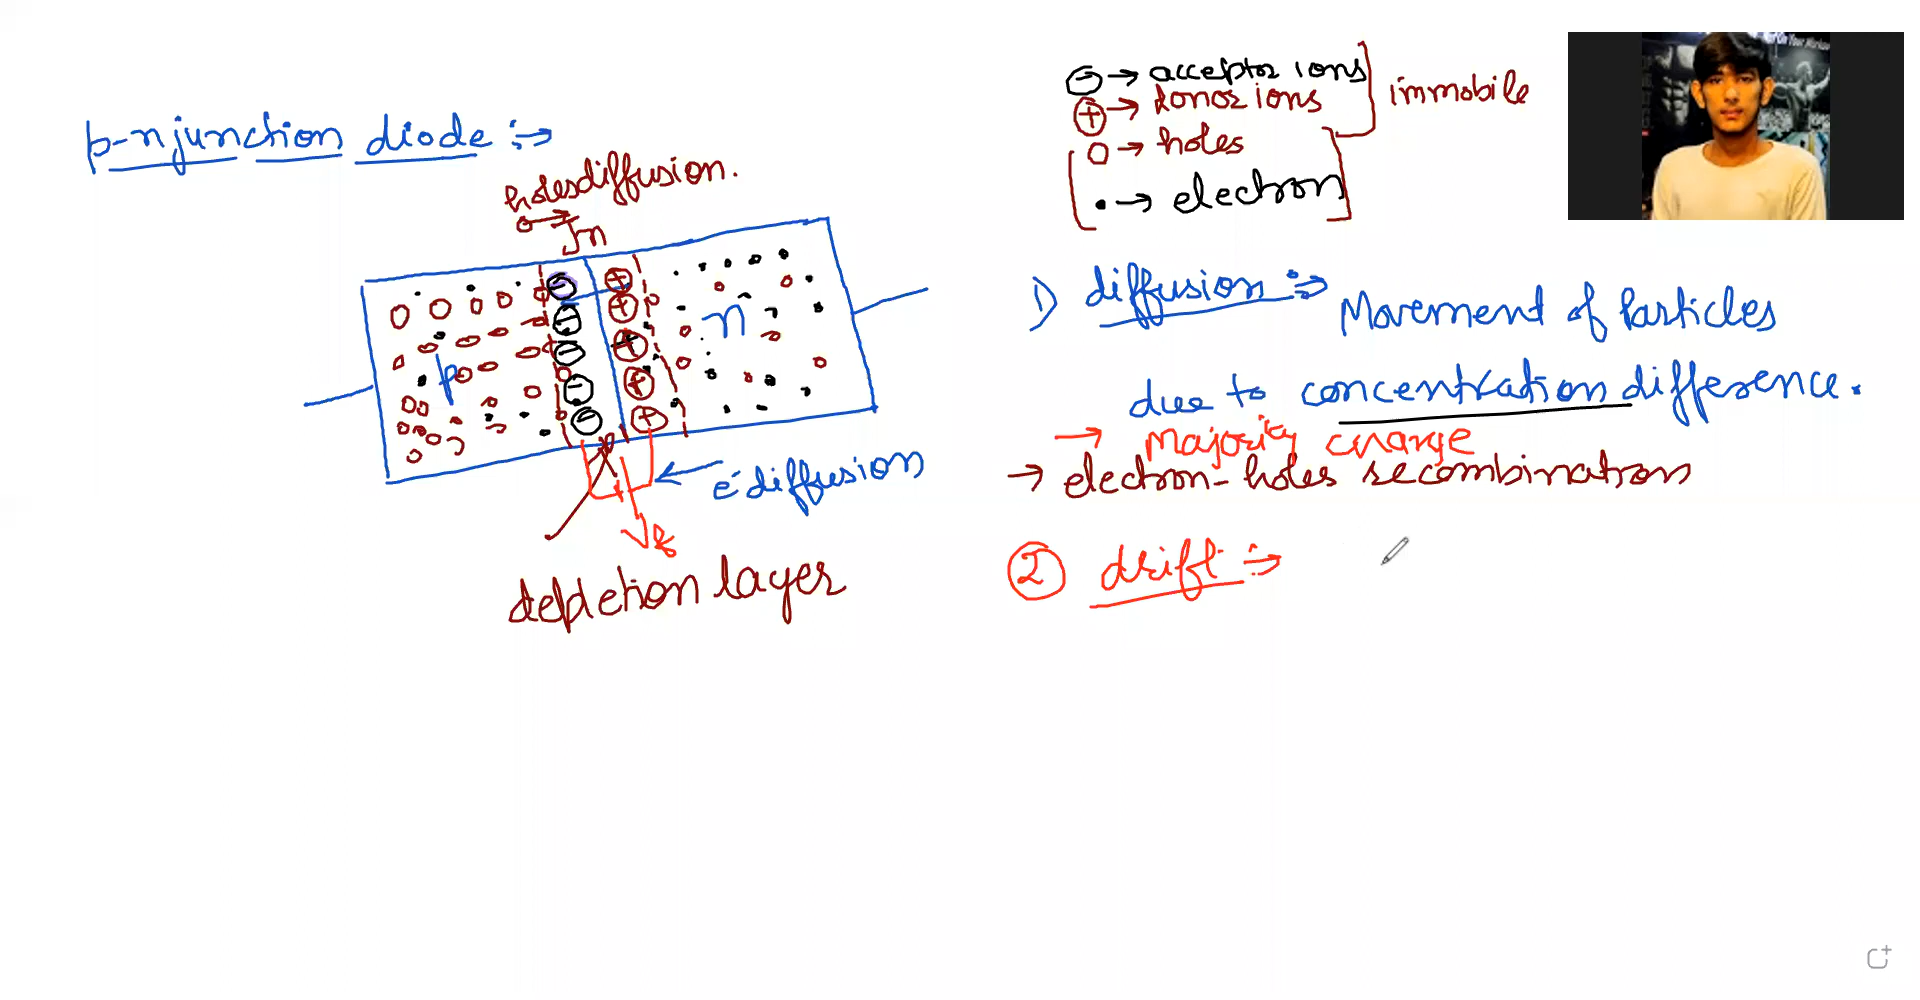 p-n junction diode :→
holes diffusion.
Jn
p
n
e⁻ diffusion
depletion layer
⊖ → acceptor ions
⊕ → donor ions
immobile
○ → holes
• → electron
1) diffusion :→ Movement of Particles
due to concentration difference.
→ Majority charge
→ electron-holes recombination
② drift :→